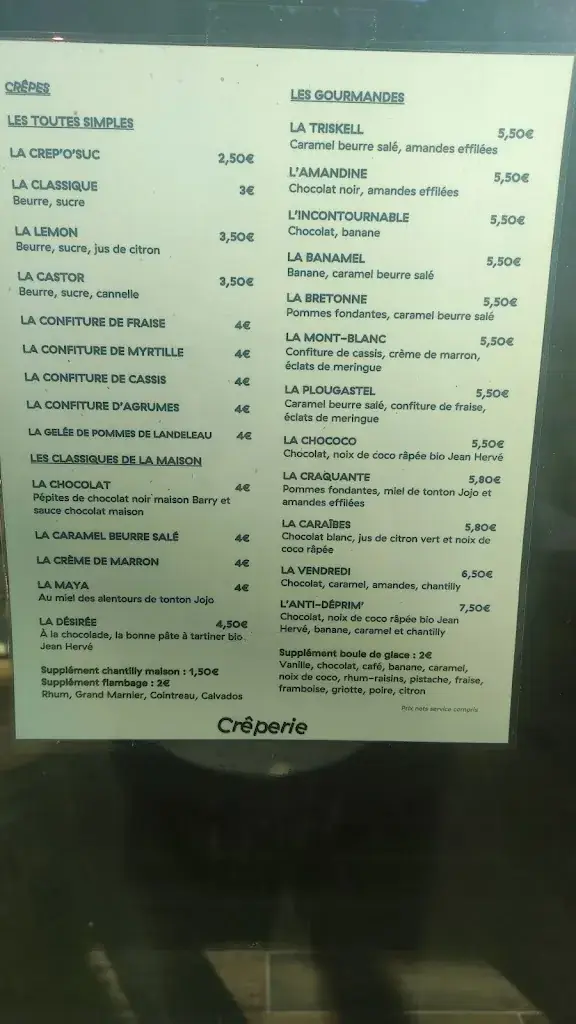 CRÊPES
LES TOUTES SIMPLES
LA CREP'O'SUC 2,50€
LA CLASSIQUE 3€
Beurre, sucre
LA LEMON 3,50€
Beurre, sucre, jus de citron
LA CASTOR 3,50€
Beurre, sucre, cannelle
LA CONFITURE DE FRAISE 4€
LA CONFITURE DE MYRTILLE 4€
LA CONFITURE DE CASSIS 4€
LA CONFITURE D'AGRUMES 4€
LA GELÉE DE POMMES DE LANDELEAU 4€
LES CLASSIQUES DE LA MAISON
LA CHOCOLAT 4€
Pépites de chocolat noir maison Barry et
sauce chocolat maison
LA CARAMEL BEURRE SALÉ 4€
LA CRÈME DE MARRON 4€
LA MAYA 4€
Au miel des alentours de tonton Jojo
LA DÉSIRÉE 4,50€
À la chocolade, la bonne pâte à tartiner bio
Jean Hervé
Supplément chantilly maison : 1,50€
Supplément flambage : 2€
Rhum, Grand Marnier, Cointreau, Calvados
LES GOURMANDES
LA TRISKELL 5,50€
Caramel beurre salé, amandes effilées
L'AMANDINE 5,50€
Chocolat noir, amandes effilées
L'INCONTOURNABLE 5,50€
Chocolat, banane
LA BANAMEL 5,50€
Banane, caramel beurre salé
LA BRETONNE 5,50€
Pommes fondantes, caramel beurre salé
LA MONT-BLANC 5,50€
Confiture de cassis, crème de marron,
éclats de meringue
LA PLOUGASTEL 5,50€
Caramel beurre salé, confiture de fraise,
éclats de meringue
LA CHOCOCO 5,50€
Chocolat, noix de coco râpée bio Jean Hervé
LA CRAQUANTE 5,80€
Pommes fondantes, miel de tonton Jojo et
amandes effilées
LA CARAÏBES 5,80€
Chocolat blanc, jus de citron vert et noix de
coco râpée
LA VENDREDI 6,50€
Chocolat, caramel, amandes, chantilly
L'ANTI-DÉPRIM' 7,50€
Chocolat, noix de coco râpée bio Jean
Hervé, banane, caramel et chantilly
Supplément boule de glace : 2€
Vanille, chocolat, café, banane, caramel,
noix de coco, rhum-raisins, pistache, fraise,
framboise, griotte, poire, citron
Prix nets service compris
Crêperie